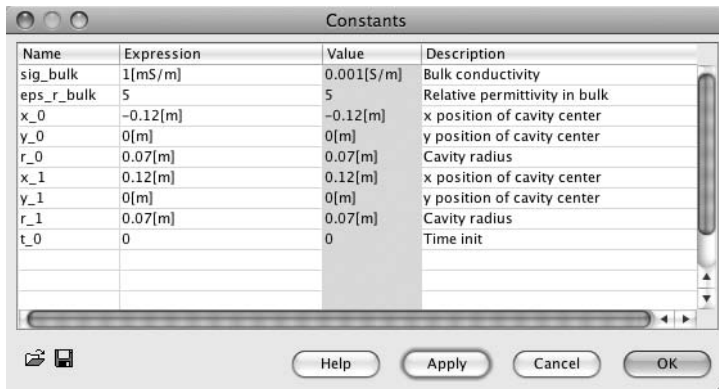 Constants
Name Expression Value Description
sig_bulk 1[mS/m] 0.001[S/m] Bulk conductivity
eps_r_bulk 5 5 Relative permittivity in bulk
x_0 -0.12[m] -0.12[m] x position of cavity center
y_0 0[m] 0[m] y position of cavity center
r_0 0.07[m] 0.07[m] Cavity radius
x_1 0.12[m] 0.12[m] x position of cavity center
y_1 0[m] 0[m] y position of cavity center
r_1 0.07[m] 0.07[m] Cavity radius
t_0 0 0 Time init
Help Apply Cancel OK